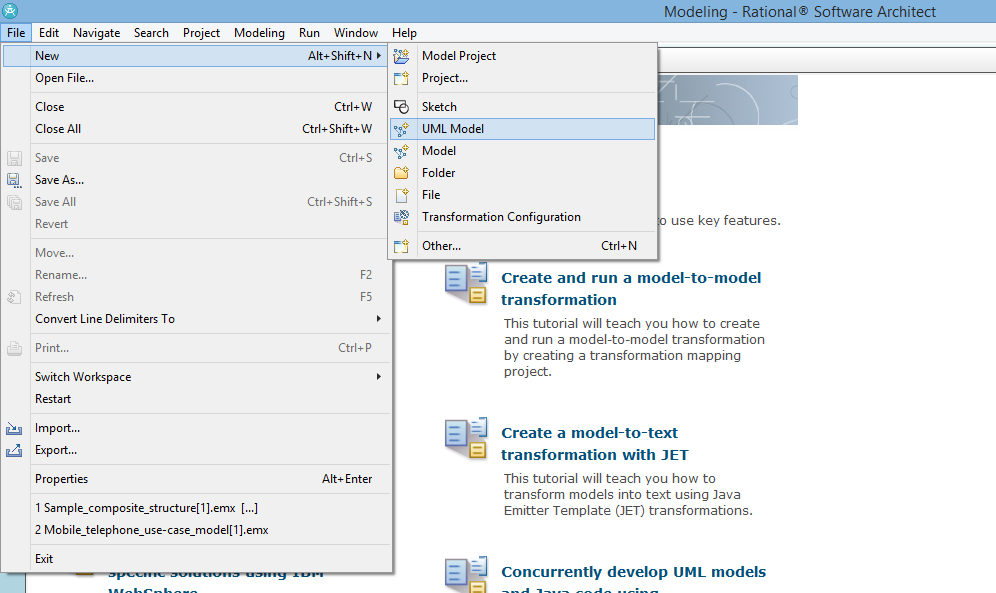 Modeling - Rational® Software Architect
File Edit Navigate Search Project Modeling Run Window Help
New Alt+Shift+N
Open File...
Close Ctrl+W
Close All Ctrl+Shift+W
Save Ctrl+S
Save As...
Save All Ctrl+Shift+S
Revert
Move...
Rename... F2
Refresh F5
Convert Line Delimiters To
Print... Ctrl+P
Switch Workspace
Restart
Import...
Export...
Properties Alt+Enter
1 Sample_composite_structure[1].emx [...]
2 Mobile_telephone_use-case_model[1].emx
Exit
Model Project
Project...
Sketch
UML Model
Model
Folder
File
Transformation Configuration
Other... Ctrl+N
to use key features.
Create and run a model-to-model
transformation
This tutorial will teach you how to create
and run a model-to-model transformation
by creating a transformation mapping
project.
Create a model-to-text
transformation with JET
This tutorial will teach you how to
transform models into text using Java
Emitter Template (JET) transformations.
specific solutions using IBM
WebSphere
Concurrently develop UML models
and Java code using